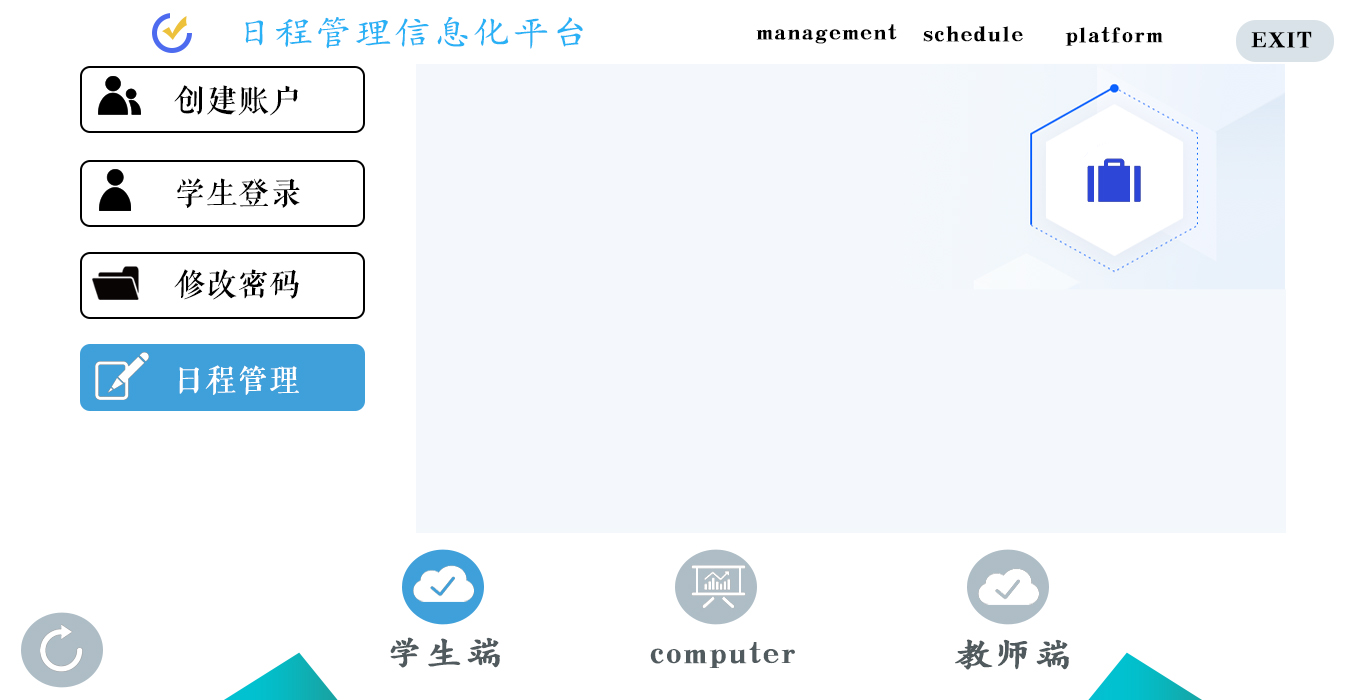 日程管理信息化平台
management
schedule
platform
EXIT
创建账户
学生登录
修改密码
日程管理
学生端
computer
教师端